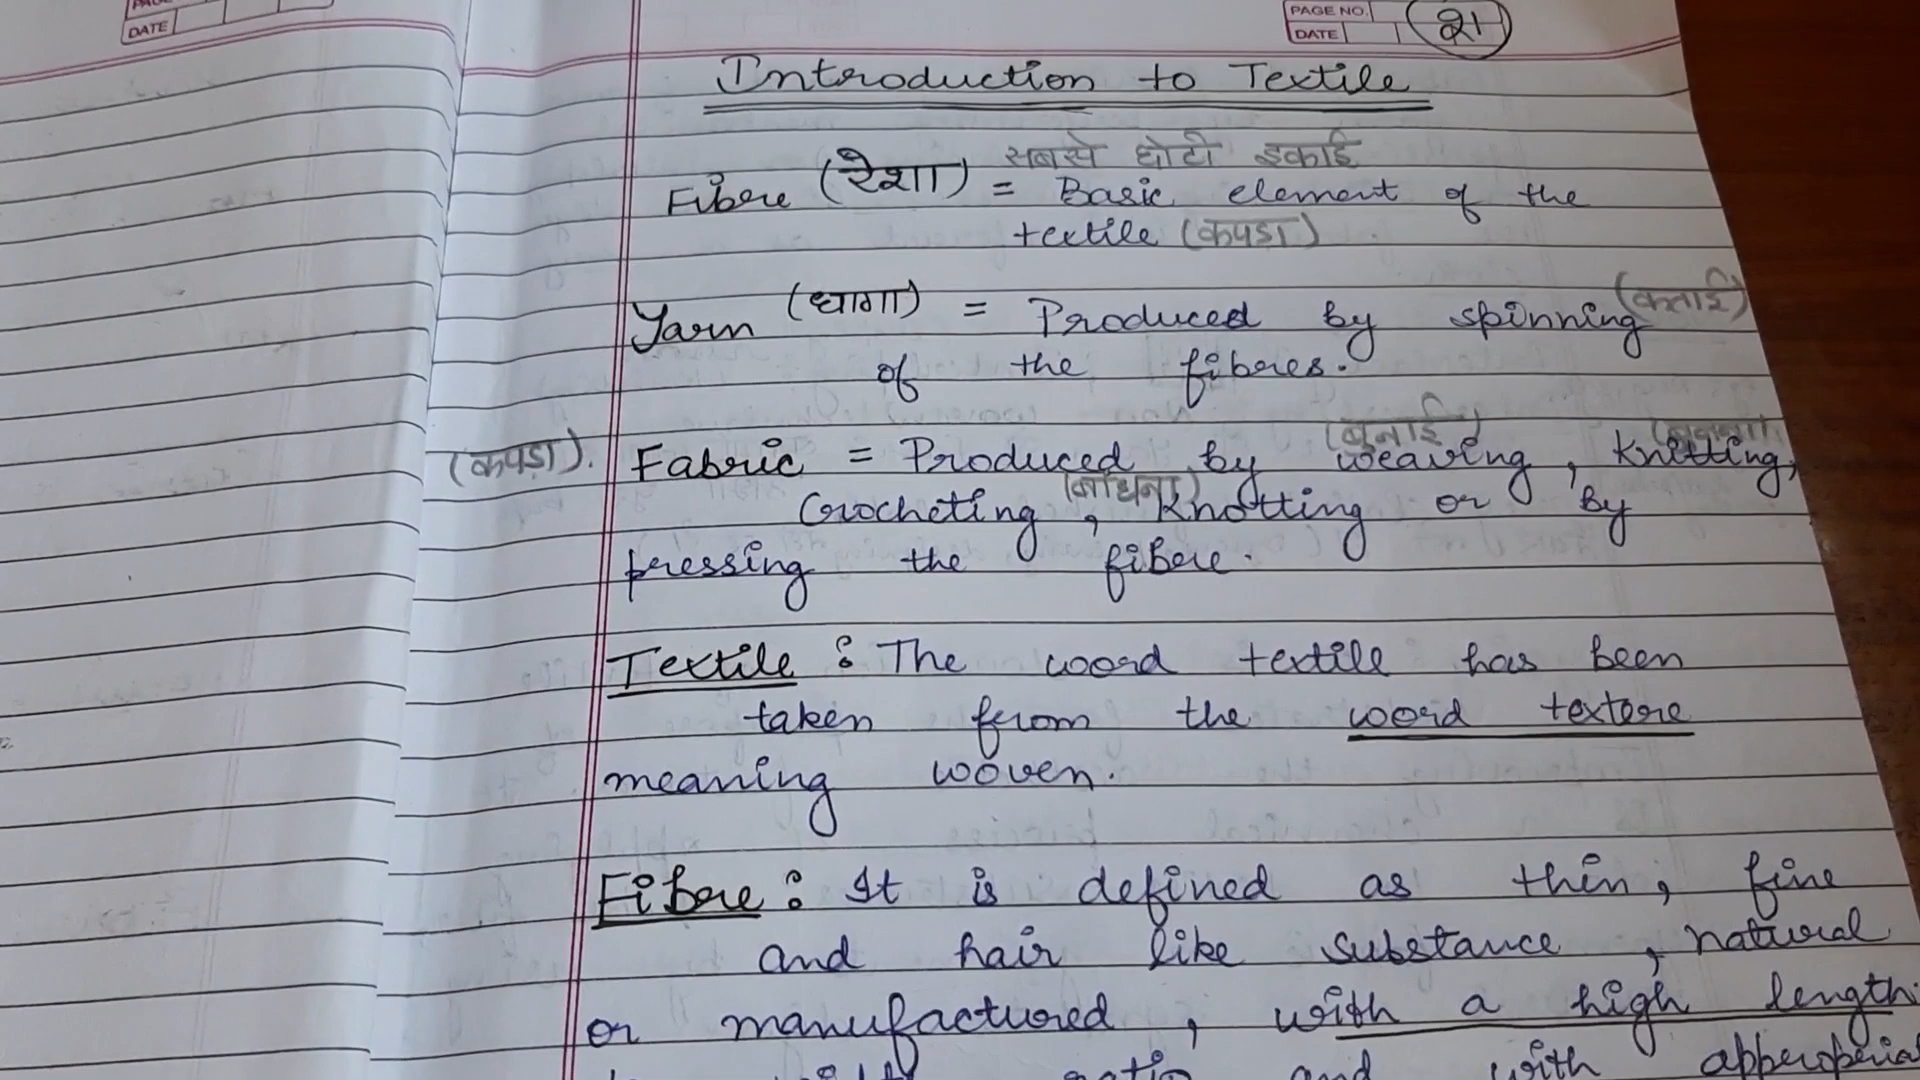 DATE
PAGE NO.
DATE
21
Introduction to Textile
सबसे छोटी इकाई
Fibre (रेशा) = Basic element of the
textile (कपडा)
Yarn (धागा) = Produced by spinning (कताई)
of the fibres.
(बुनाई)
(कपडा). Fabric = Produced by weaving, Knitting,
(बांधना)
Crocheting, Knotting or by
pressing the fibre.
Textile : The word textile has been
taken from the word textere
meaning woven.
Fibre : It is defined as thin, fine
and hair like substance, natural
or manufactured, with a high length
and with